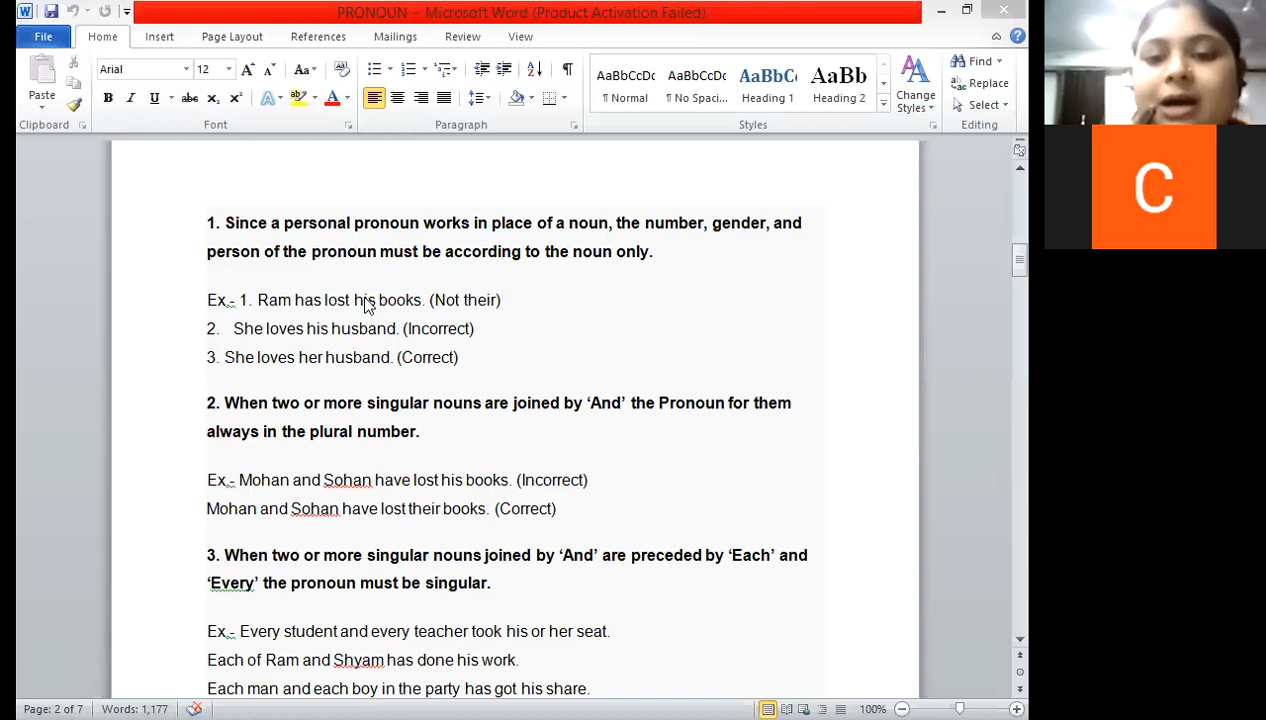 PRONOUN - Microsoft Word (Product Activation Failed)
File Home Insert Page Layout References Mailings Review View
Arial 12 Aa
Find
Replace
Select
Paste
B I U abc x₂ x² A A
AaBbCcDc AaBbCcDc AaBbC AaBb
¶ Normal ¶ No Spaci... Heading 1 Heading 2
Change
Styles
Clipboard Font Paragraph Styles Editing
C
1. Since a personal pronoun works in place of a noun, the number, gender, and
person of the pronoun must be according to the noun only.
Ex.- 1. Ram has lost his books. (Not their)
2. She loves his husband. (Incorrect)
3. She loves her husband. (Correct)
2. When two or more singular nouns are joined by ‘And’ the Pronoun for them
always in the plural number.
Ex.- Mohan and Sohan have lost his books. (Incorrect)
Mohan and Sohan have lost their books. (Correct)
3. When two or more singular nouns joined by ‘And’ are preceded by ‘Each’ and
‘Every’ the pronoun must be singular.
Ex.- Every student and every teacher took his or her seat.
Each of Ram and Shyam has done his work.
Each man and each boy in the party has got his share.
Page: 2 of 7 Words: 1,177 100%